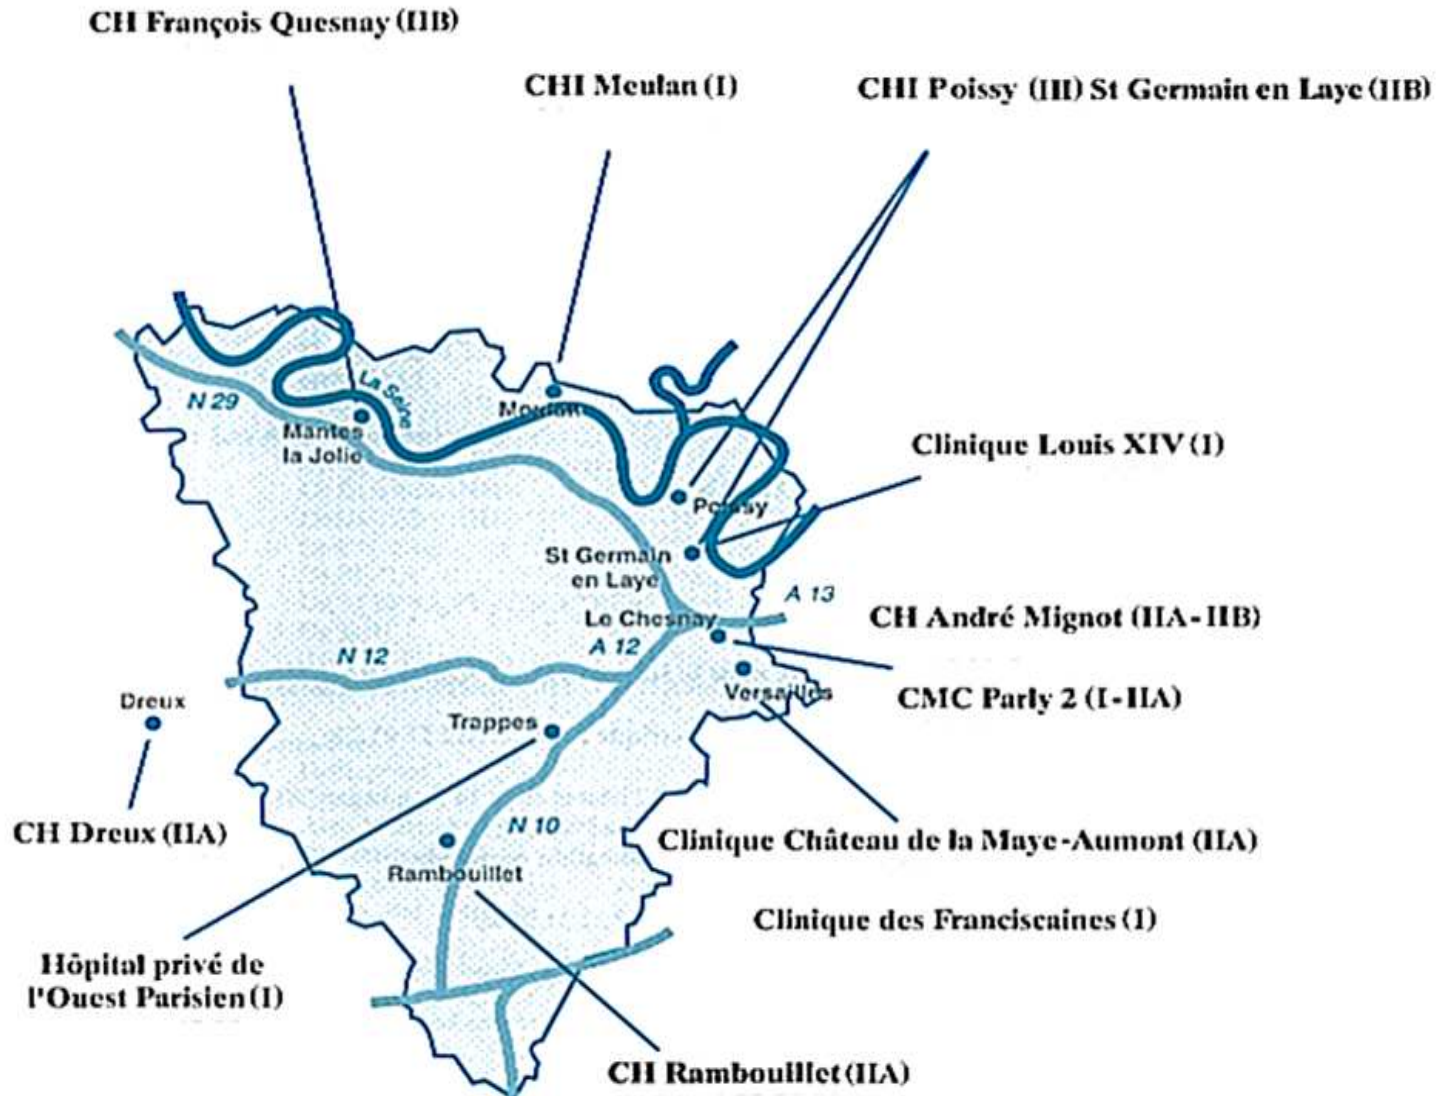 CH François Quesnay (IIB)
CHI Meulan (I)
CHI Poissy (III) St Germain en Laye (IIB)
La Seine
N 29
Meulan
Mantes
la Jolie
Clinique Louis XIV (I)
Poissy
St Germain
en Laye
A 13
Le Chesnay
CH André Mignot (IIA-IIB)
A 12
N 12
CMC Parly 2 (I-IIA)
Versailles
Dreux
Trappes
CH Dreux (IIA)
N 10
Clinique Château de la Maye-Aumont (IIA)
Rambouillet
Clinique des Franciscaines (I)
Hôpital privé de
l'Ouest Parisien (I)
CH Rambouillet (IIA)